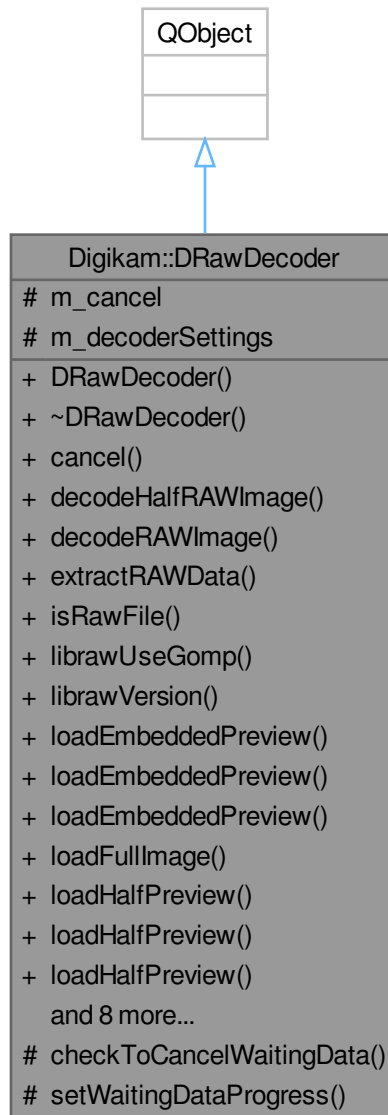 QObject
Digikam::DRawDecoder
# m_cancel
# m_decoderSettings
+ DRawDecoder()
+ ~DRawDecoder()
+ cancel()
+ decodeHalfRAWImage()
+ decodeRAWImage()
+ extractRAWData()
+ isRawFile()
+ librawUseGomp()
+ librawVersion()
+ loadEmbeddedPreview()
+ loadEmbeddedPreview()
+ loadEmbeddedPreview()
+ loadFullImage()
+ loadHalfPreview()
+ loadHalfPreview()
+ loadHalfPreview()
and 8 more...
# checkToCancelWaitingData()
# setWaitingDataProgress()